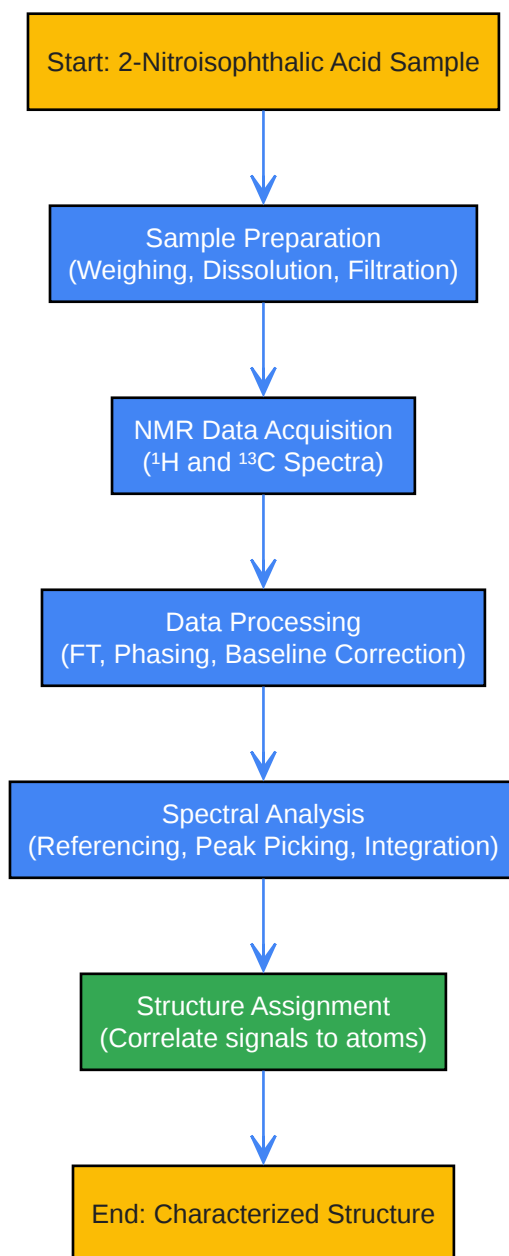 Start: 2-Nitroisophthalic Acid Sample
Sample Preparation
(Weighing, Dissolution, Filtration)
NMR Data Acquisition
(¹H and ¹³C Spectra)
Data Processing
(FT, Phasing, Baseline Correction)
Spectral Analysis
(Referencing, Peak Picking, Integration)
Structure Assignment
(Correlate signals to atoms)
End: Characterized Structure